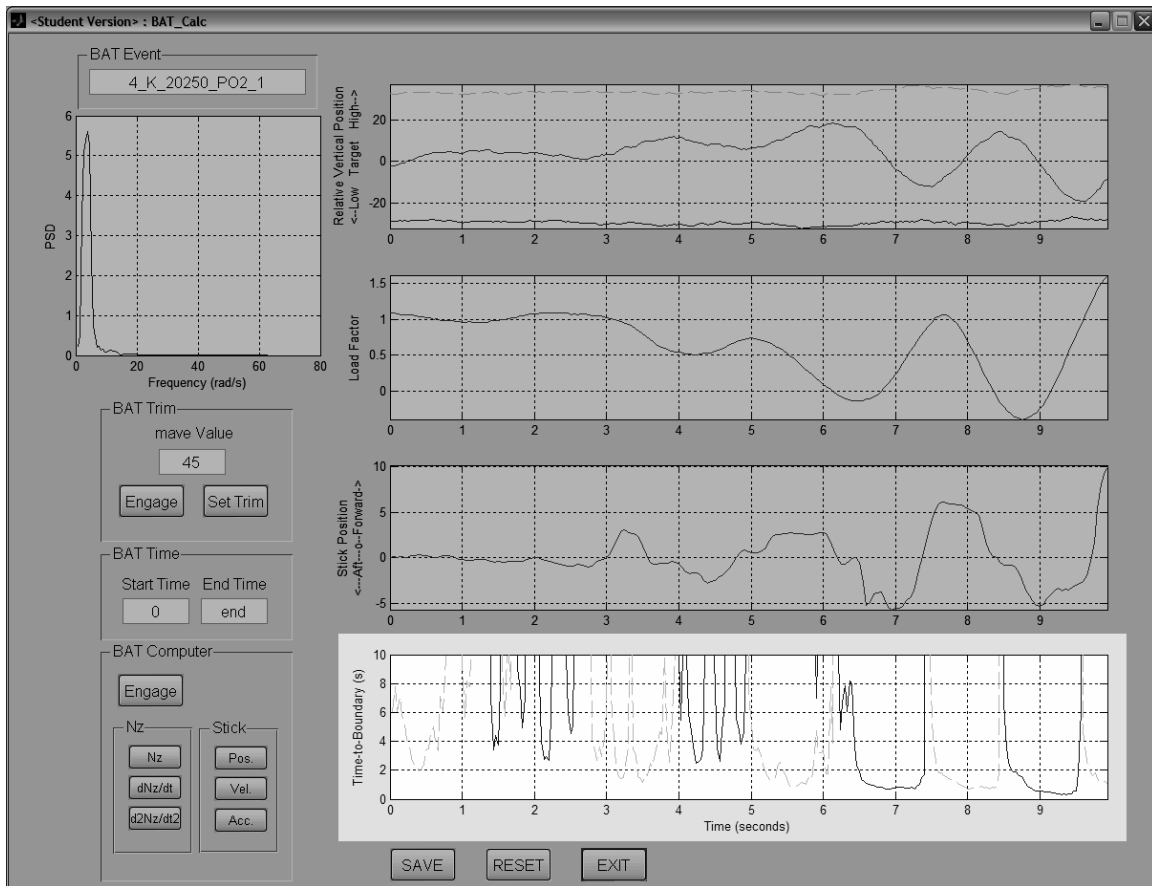 <Student Version> : BAT_Calc
BAT Event
4_K_20250_PO2_1
6
5
4
3
2
1
0
PSD
0 20 40 60 80
Frequency (rad/s)
BAT Trim
mave Value
45
Engage
Set Trim
BAT Time
Start Time
End Time
0
end
BAT Computer
Engage
Nz
Nz
dNz/dt
d2Nz/dt2
Stick
Pos.
Vel.
Acc.
Relative Vertical Position
<--Low Target High-->
20
0
-20
0 1 2 3 4 5 6 7 8 9
Load Factor
1.5
1
0.5
0
0 1 2 3 4 5 6 7 8 9
Stick Position
<---Aft---o--Forward->
10
5
0
-5
0 1 2 3 4 5 6 7 8 9
Time-to-Boundary (s)
10
8
6
4
2
0
0 1 2 3 4 5 6 7 8 9
Time (seconds)
SAVE
RESET
EXIT